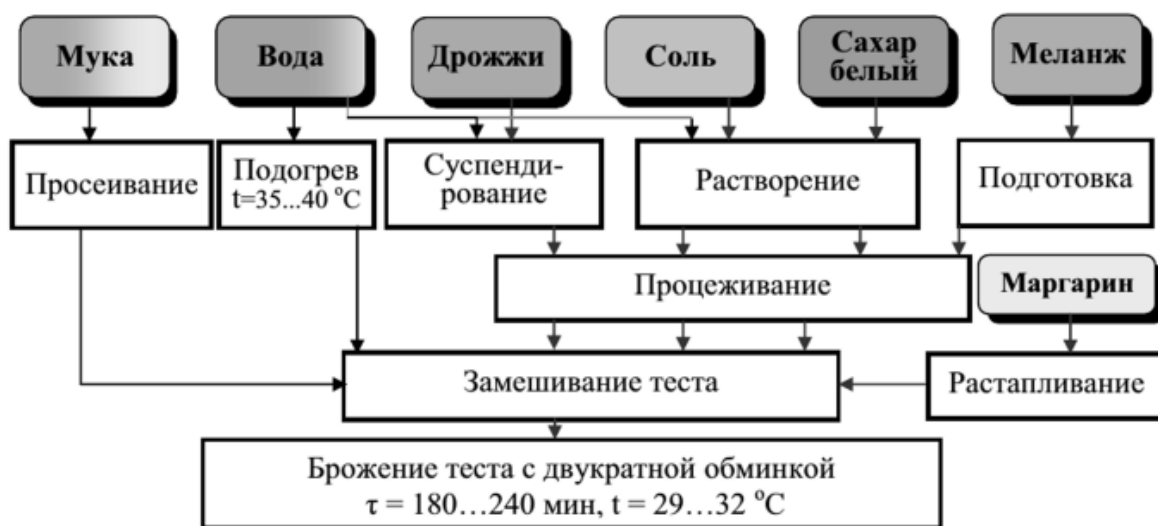 Мука
Вода
Дрожжи
Соль
Сахар
белый
Меланж
Просеивание
Подогрев
t=35...40 °C
Суспенди-
рование
Растворение
Подготовка
Процеживание
Маргарин
Замешивание теста
Растапливание
Брожение теста с двукратной обминкой
τ = 180…240 мин, t = 29…32 °C